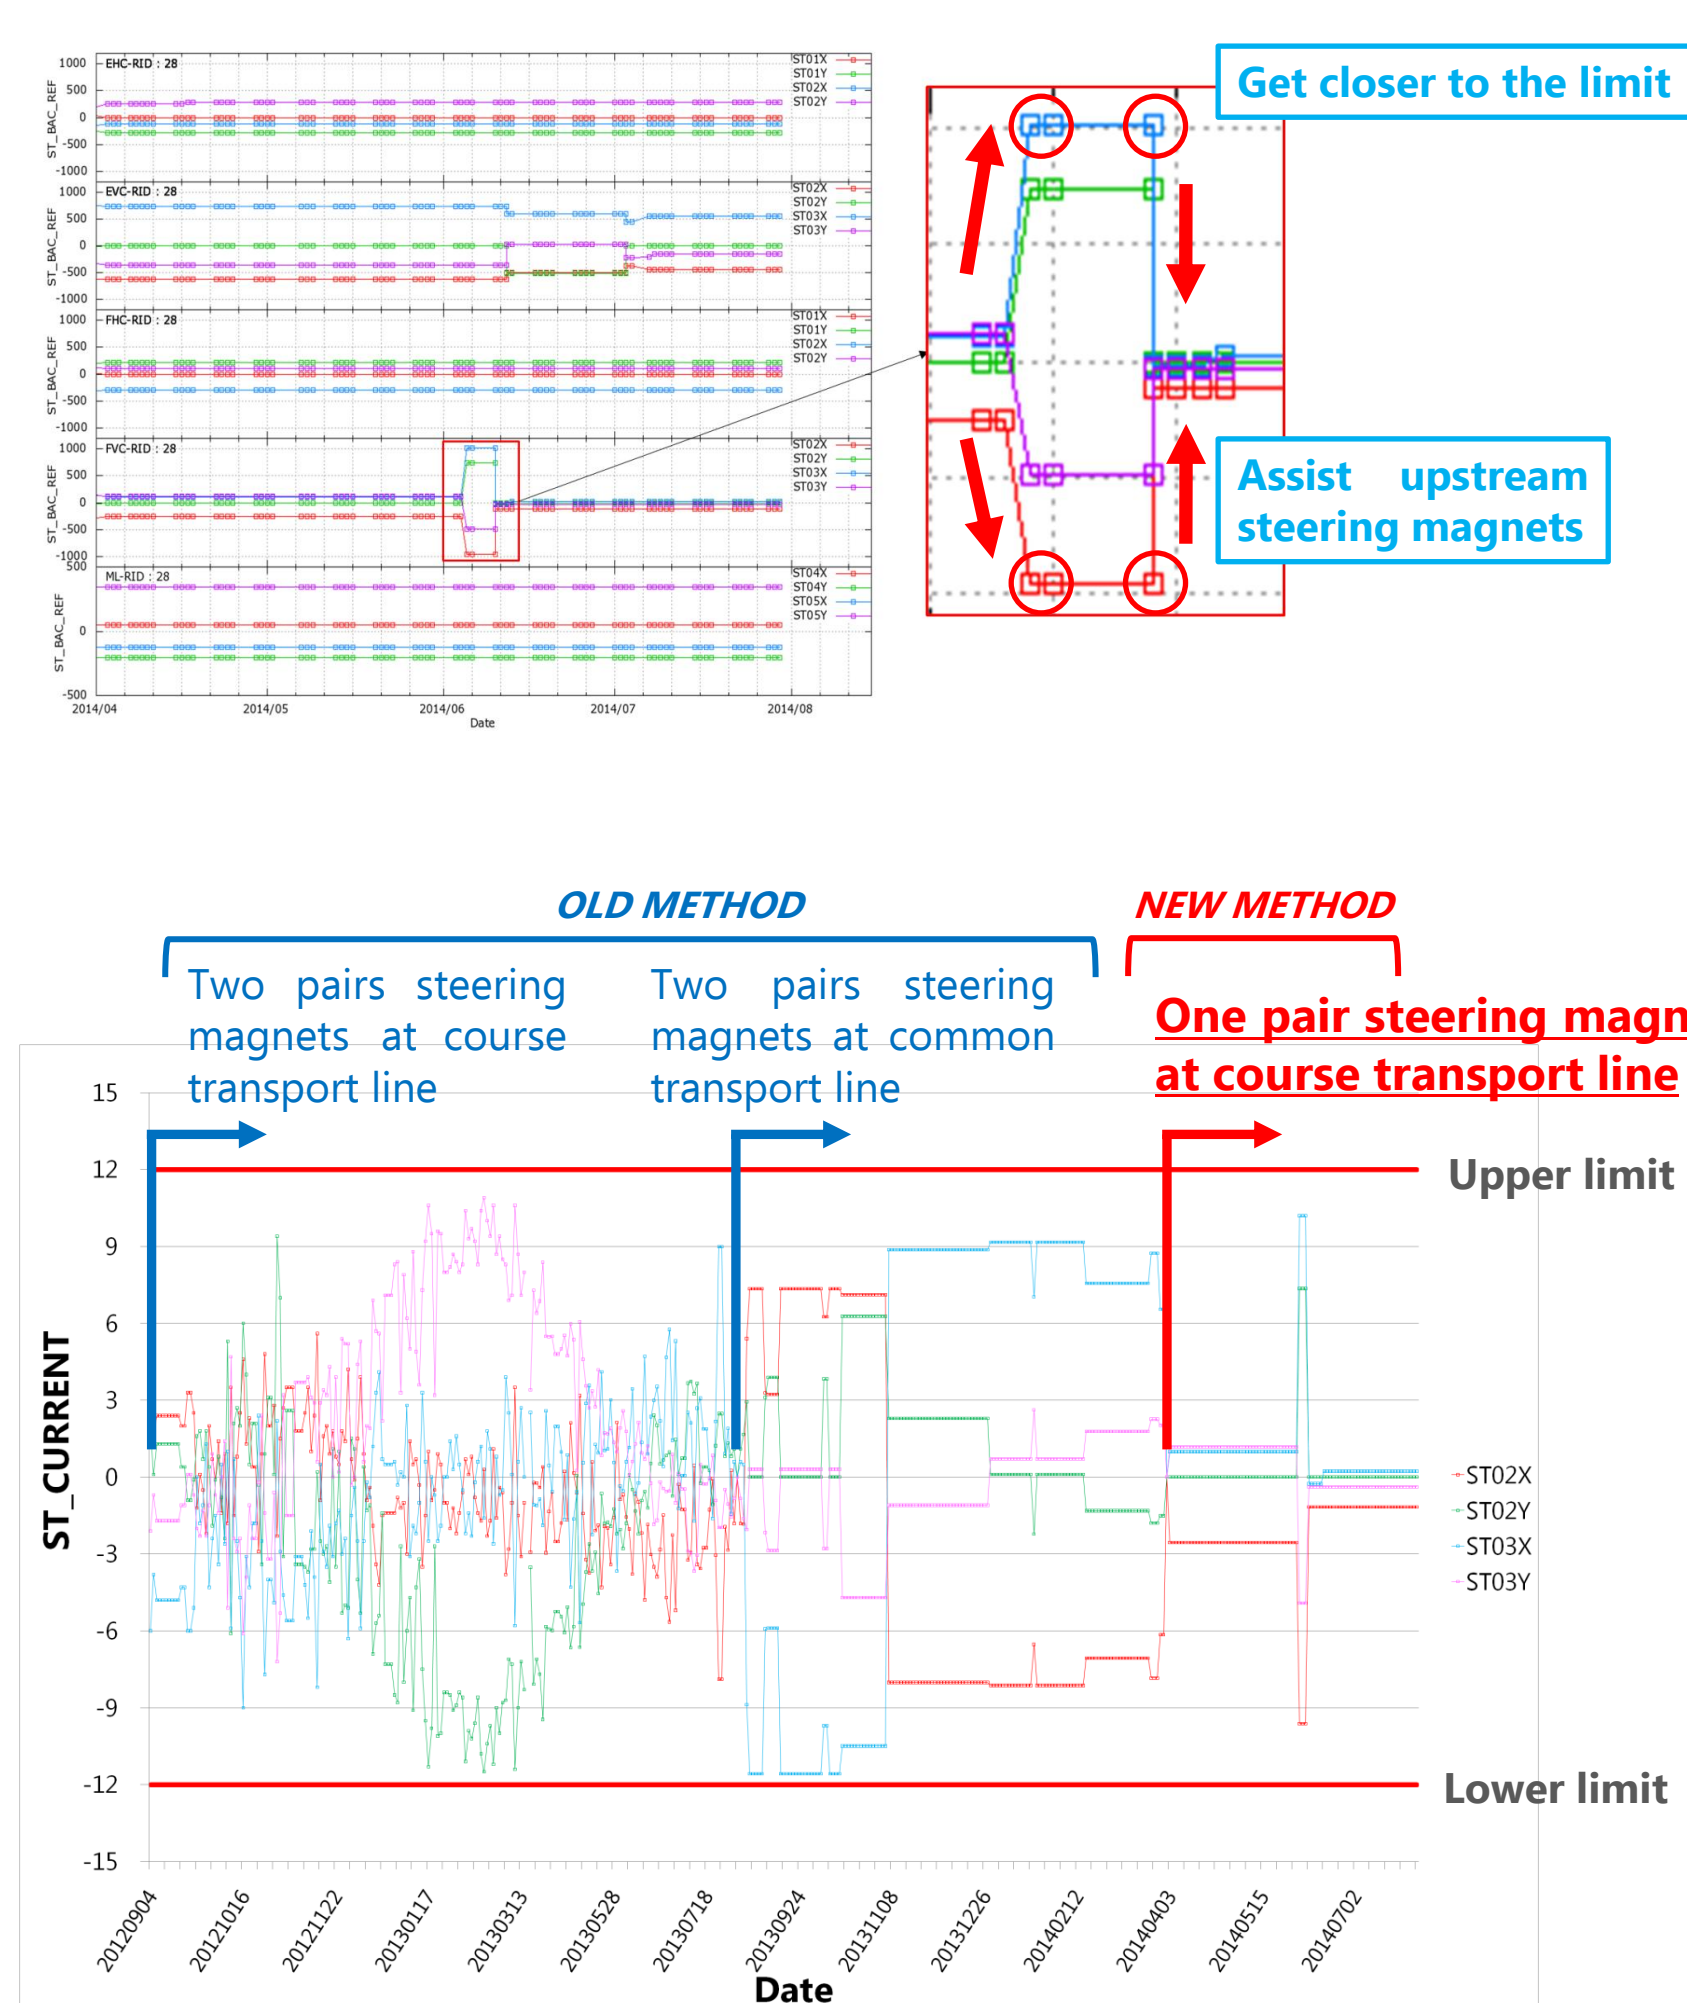 1000
500
0
-500
-1000
ST_BAC_REF
EHC-RID : 28
ST01X
ST01Y
ST02X
ST02Y
1000
500
0
-500
-1000
ST_BAC_REF
EVC-RID : 28
ST02X
ST02Y
ST03X
ST03Y
1000
500
0
-500
-1000
ST_BAC_REF
FHC-RID : 28
ST01X
ST01Y
ST02X
ST02Y
1000
500
0
-500
-1000
ST_BAC_REF
FVC-RID : 28
ST02X
ST02Y
ST03X
ST03Y
500
0
-500
ST_BAC_REF
ML-RID : 28
ST04X
ST04Y
ST05X
ST05Y
2014/04 2014/05 2014/06 2014/07 2014/08
Date
Get closer to the limit
Assist upstream
steering magnets
OLD METHOD
NEW METHOD
Two pairs steering
magnets at course
transport line
Two pairs steering
magnets at common
transport line
One pair steering magn
at course transport line
15
12
9
6
3
0
-3
-6
-9
-12
-15
ST_CURRENT
Upper limit
Lower limit
ST02X
ST02Y
ST03X
ST03Y
20120904 20121016 20121122 20130117 20130313 20130528 20130718 20130924 20131108 20131226 20140212 20140403 20140515 20140702
Date